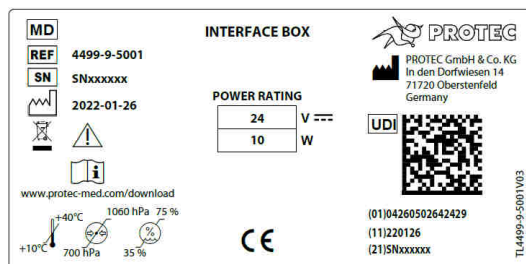 MD
INTERFACE BOX
PROTEC
REF 4499-9-5001
SN SNxxxxxx
2022-01-26
PROTEC GmbH & Co. KG
In den Dorfwiesen 14
71720 Oberstenfeld
Germany
POWER RATING
24 V
10 W
UDI
i
www.protec-med.com/download
+40°C
+10°C
1060 hPa
700 hPa
75 %
%
35 %
CE
(01)04260502642429
(11)220126
(21)SNxxxxxx
TL4499-9-5001V03